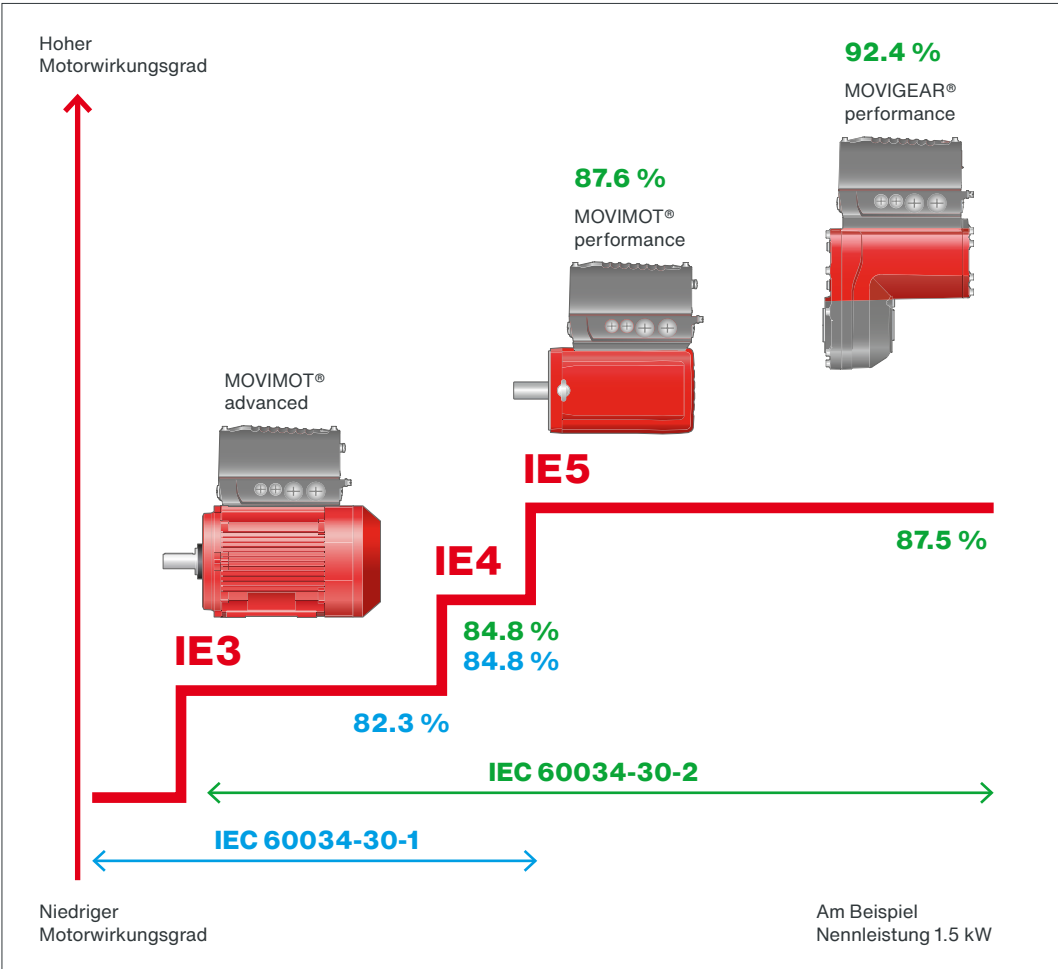 Hoher
Motorwirkungsgrad
92.4 %
MOVIGEAR®
performance
87.6 %
MOVIMOT®
performance
MOVIMOT®
advanced
IE5
87.5 %
IE4
84.8 %
84.8 %
IE3
82.3 %
IEC 60034-30-2
IEC 60034-30-1
Niedriger
Motorwirkungsgrad
Am Beispiel
Nennleistung 1.5 kW